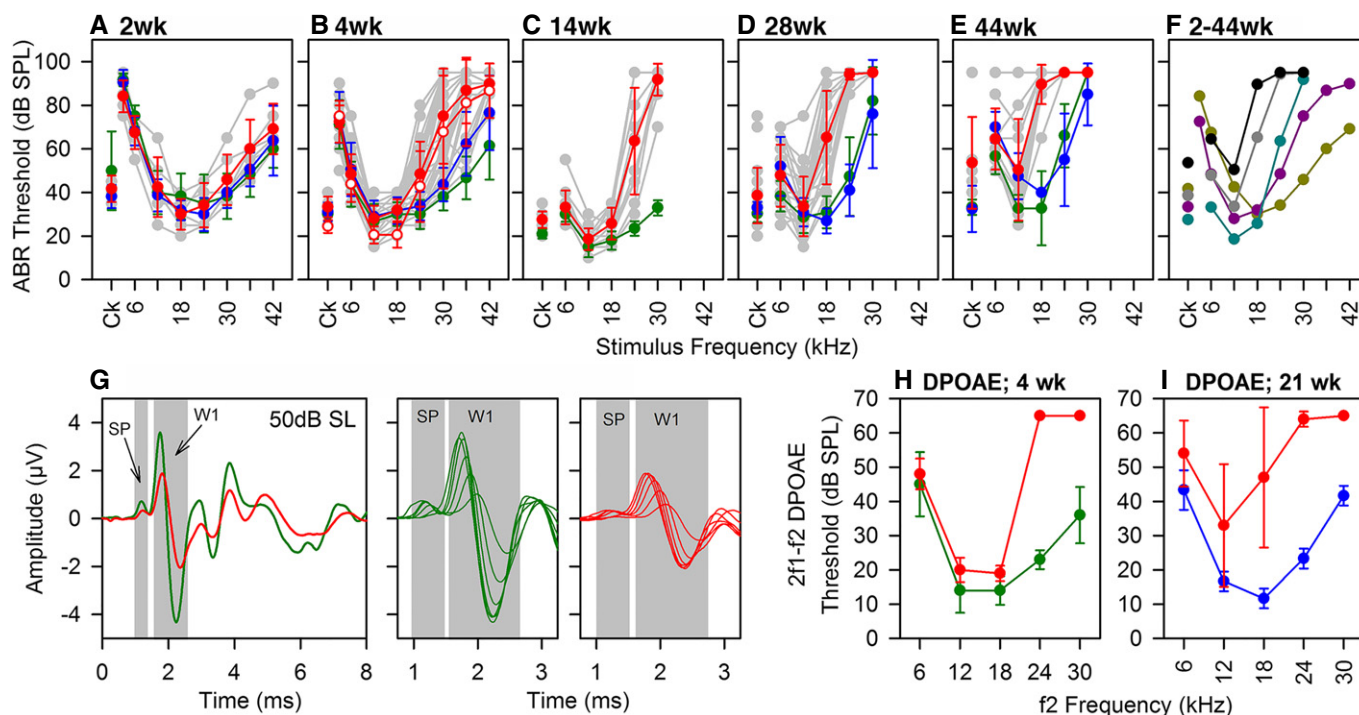 A 2wk
B 4wk
C 14wk
D 28wk
E 44wk
F 2-44wk
ABR Threshold (dB SPL)
100
80
60
40
20
0
Ck 6 18 30 42
Ck 6 18 30 42
Ck 6 18 30 42
Ck 6 18 30 42
Ck 6 18 30 42
Ck 6 18 30 42
Stimulus Frequency (kHz)
G
50dB SL
SP
W1
SP W1
SP W1
Amplitude (µV)
4
2
0
-2
-4
0 2 4 6 8
1 2 3
1 2 3
Time (ms)
Time (ms)
H DPOAE; 4 wk
I DPOAE; 21 wk
2f1-f2 DPOAE
Threshold (dB SPL)
70
60
50
40
30
20
10
0
70
60
50
40
30
20
10
0
6 12 18 24 30
6 12 18 24 30
f2 Frequency (kHz)